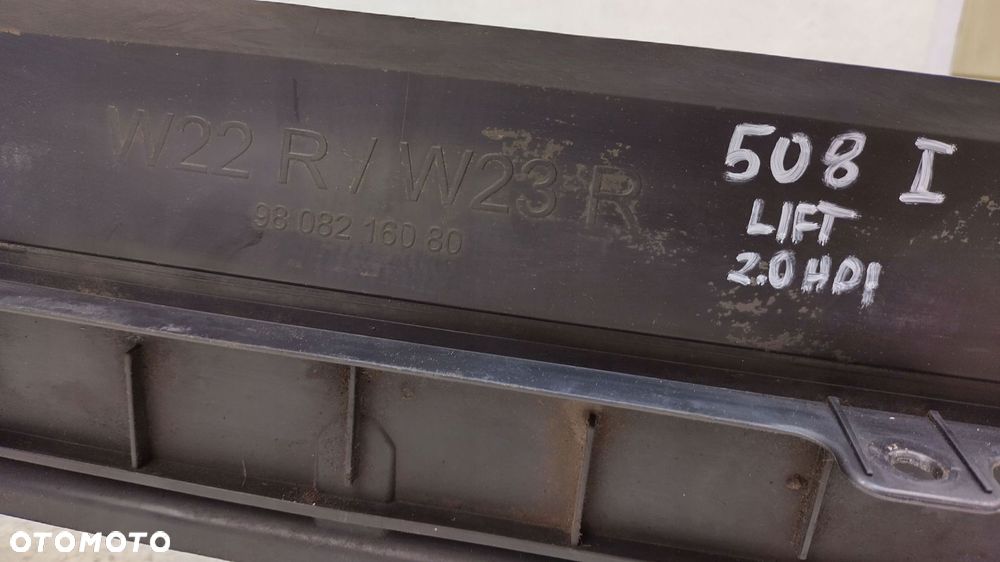 W22 R / W23 R
98 082 160 80
508 I
LIFT
2.0 HDI
OTOMOTO